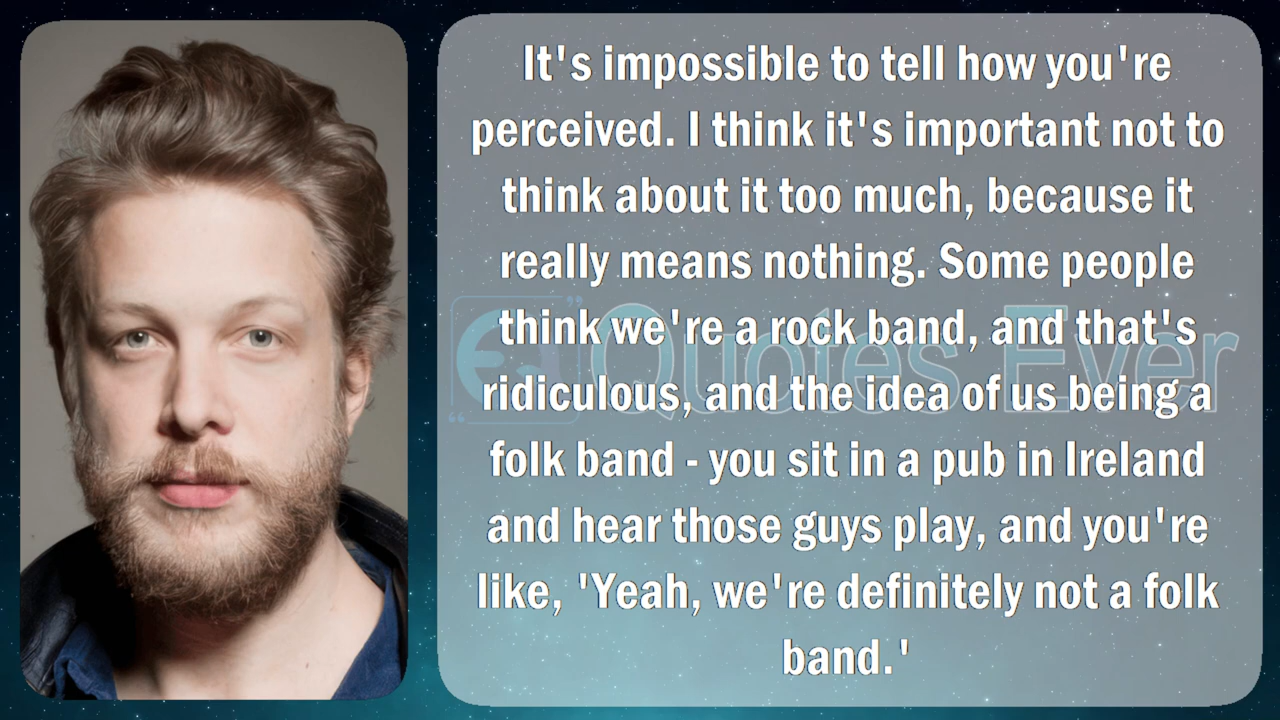 It's impossible to tell how you're
perceived. I think it's important not to
think about it too much, because it
really means nothing. Some people
think we're a rock band, and that's
ridiculous, and the idea of us being a
folk band - you sit in a pub in Ireland
and hear those guys play, and you're
like, 'Yeah, we're definitely not a folk
band.'
Quotes Ever